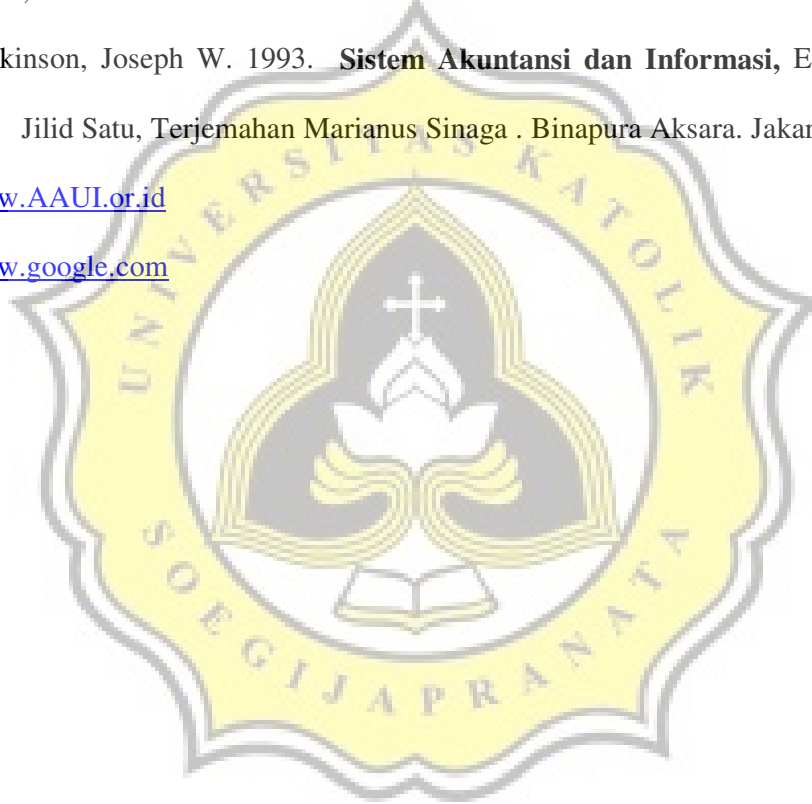 kinson, Joseph W. 1993. Sistem Akuntansi dan Informasi, E
Jilid Satu, Terjemahan Marianus Sinaga . Binapura Aksara. Jakar
w.AAUI.or.id
w.google.com
UNIVERSITAS KATOLIK
SOEGIJAPRANATA